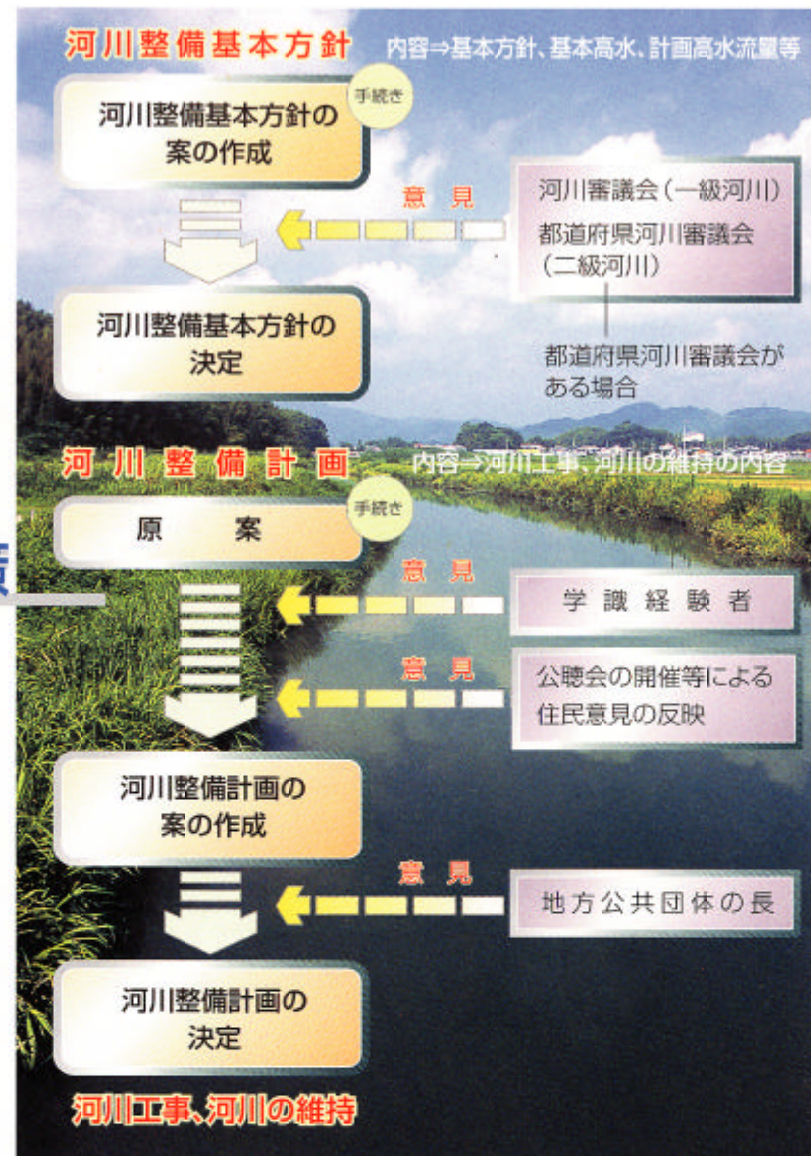 河川整備基本方針
内容⇒基本方針、基本高水、計画高水流量等
手続き
河川整備基本方針の
案の作成
意見
河川審議会(一級河川)
都道府県河川審議会
(二級河川)
河川整備基本方針の
決定
都道府県河川審議会が
ある場合
河川整備計画
内容⇒河川工事、河川の維持の内容
手続き
原案
意見
学識経験者
意見
公聴会の開催等による
住民意見の反映
河川整備計画の
案の作成
意見
地方公共団体の長
河川整備計画の
決定
河川工事、河川の維持